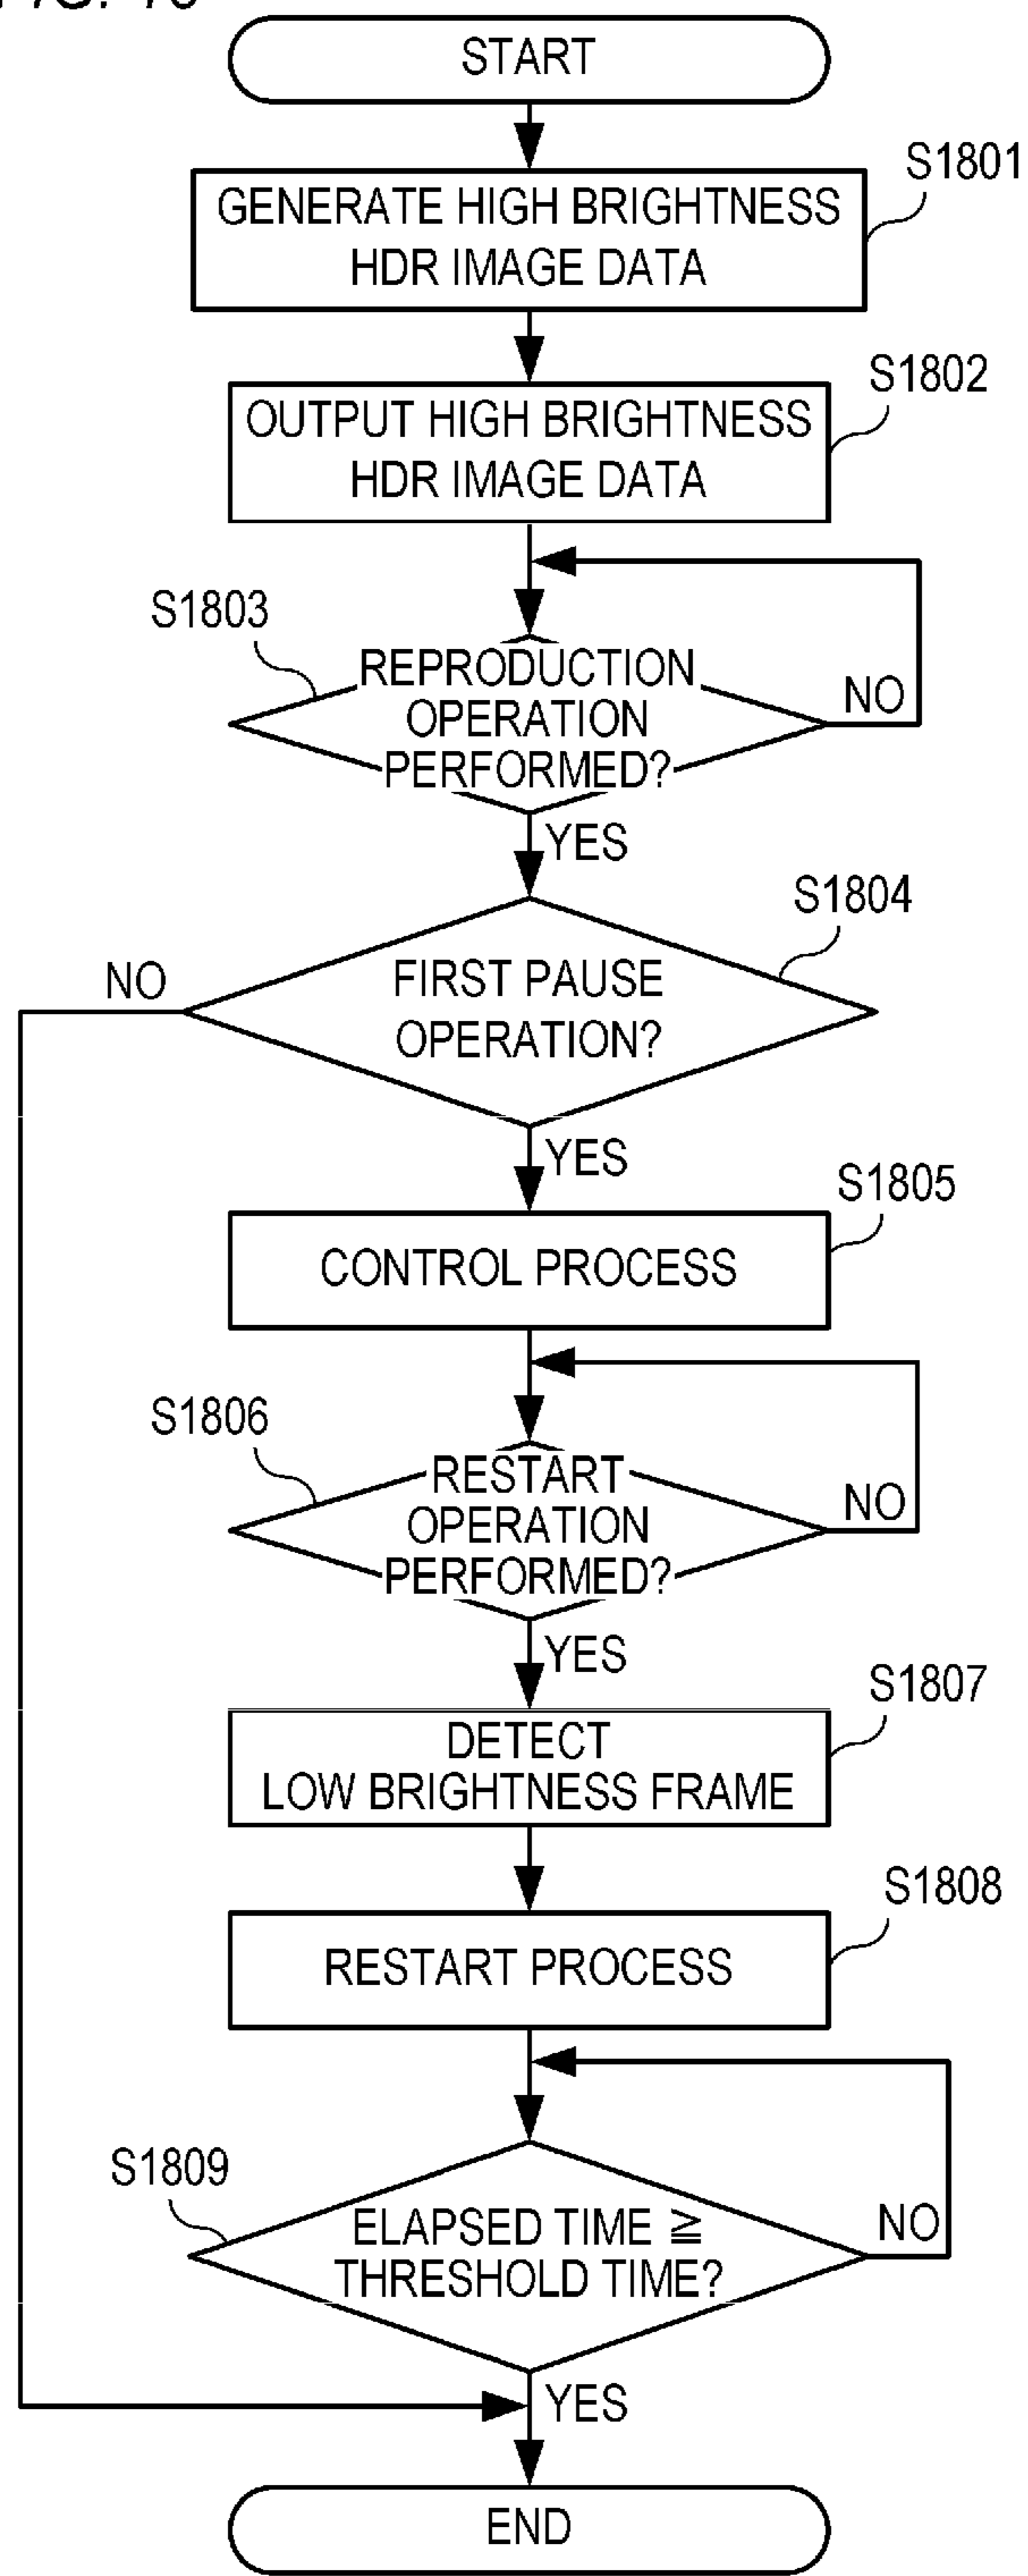 START
S1801
GENERATE HIGH BRIGHTNESS
HDR IMAGE DATA
S1802
OUTPUT HIGH BRIGHTNESS
HDR IMAGE DATA
S1803
REPRODUCTION
OPERATION
PERFORMED?
NO
YES
S1804
NO
FIRST PAUSE
OPERATION?
YES
S1805
CONTROL PROCESS
S1806
RESTART
OPERATION
PERFORMED?
NO
YES
S1807
DETECT
LOW BRIGHTNESS FRAME
S1808
RESTART PROCESS
S1809
ELAPSED TIME ≧
THRESHOLD TIME?
NO
YES
END